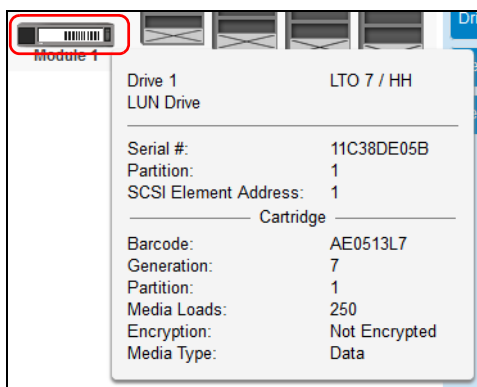 Module 1
Dri
Drive 1 LTO 7 / HH
LUN Drive
Serial #: 11C38DE05B
Partition: 1
SCSI Element Address: 1
Cartridge
Barcode: AE0513L7
Generation: 7
Partition: 1
Media Loads: 250
Encryption: Not Encrypted
Media Type: Data